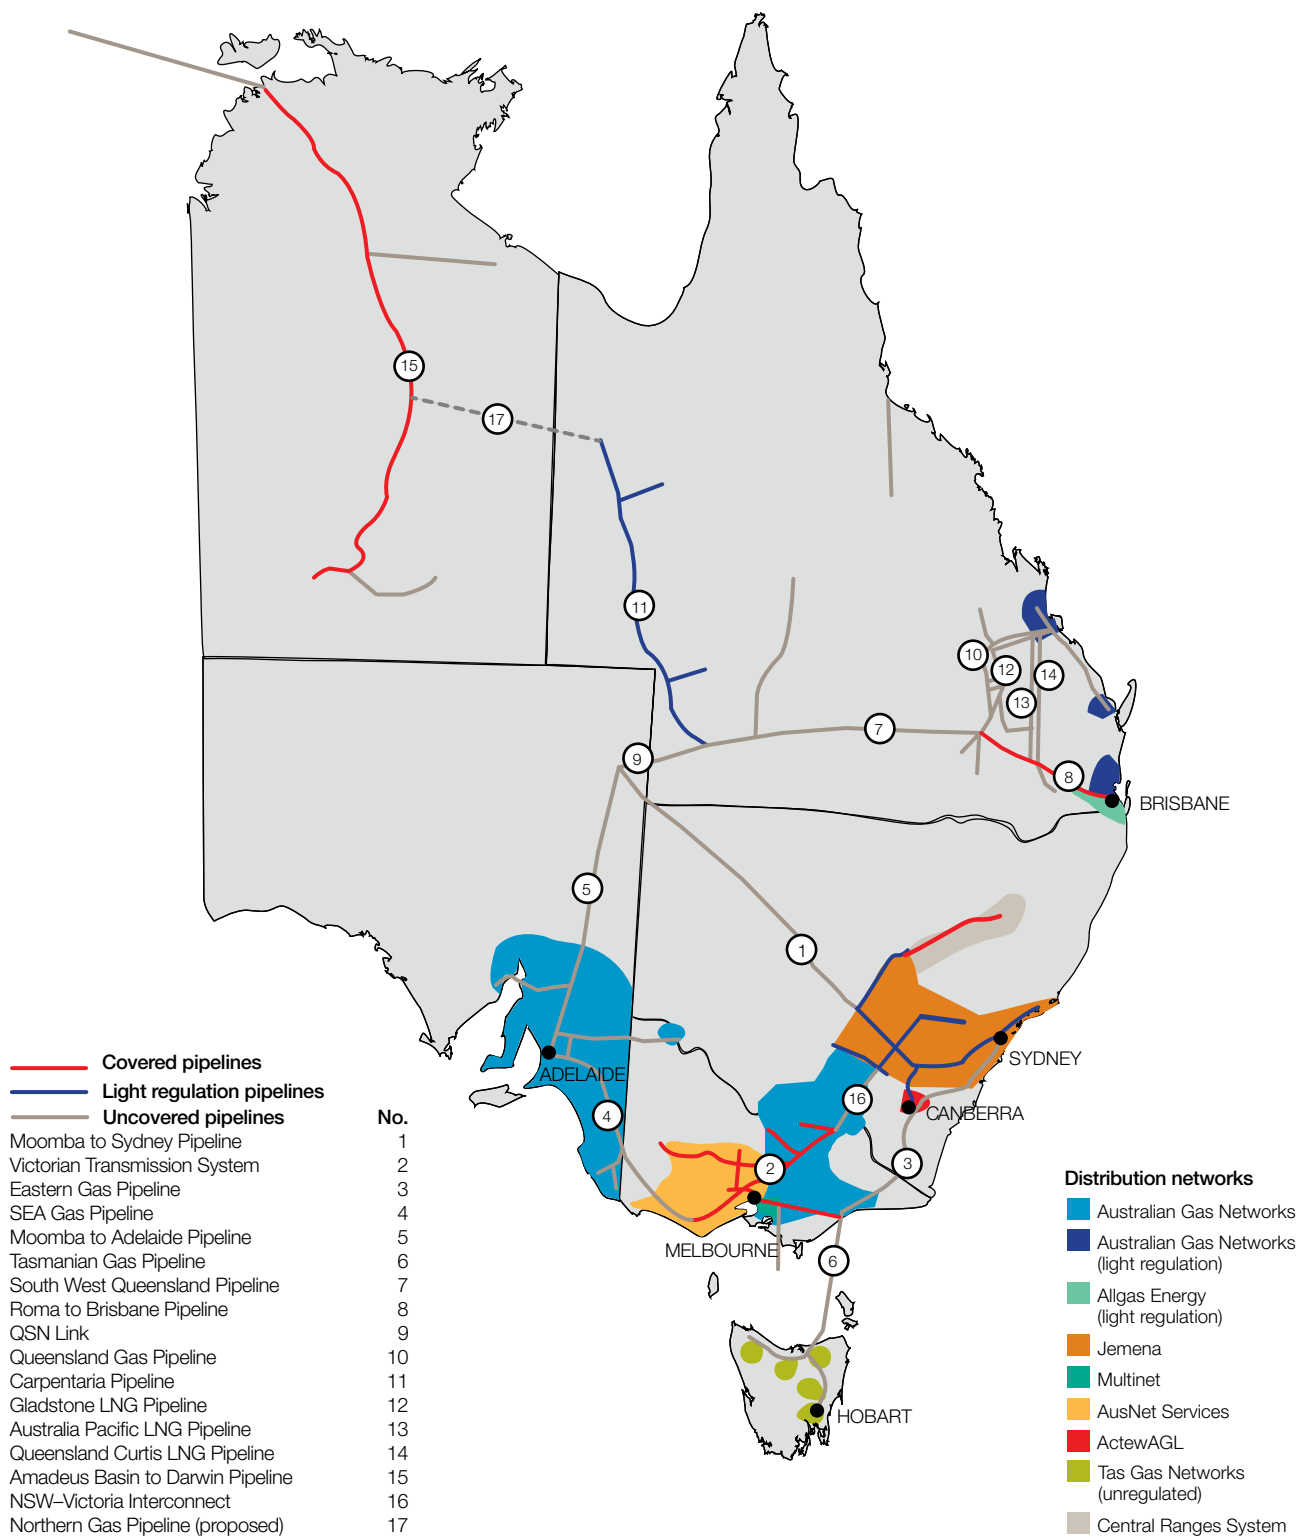 15
17
11
10
12
14
13
7
9
8
BRISBANE
5
1
SYDNEY
ADELAIDE
16
CANBERRA
4
2
3
MELBOURNE
6
HOBART
Covered pipelines
Light regulation pipelines
Uncovered pipelines No.
Moomba to Sydney Pipeline 1
Victorian Transmission System 2
Eastern Gas Pipeline 3
SEA Gas Pipeline 4
Moomba to Adelaide Pipeline 5
Tasmanian Gas Pipeline 6
South West Queensland Pipeline 7
Roma to Brisbane Pipeline 8
QSN Link 9
Queensland Gas Pipeline 10
Carpentaria Pipeline 11
Gladstone LNG Pipeline 12
Australia Pacific LNG Pipeline 13
Queensland Curtis LNG Pipeline 14
Amadeus Basin to Darwin Pipeline 15
NSW–Victoria Interconnect 16
Northern Gas Pipeline (proposed) 17
Distribution networks
Australian Gas Networks
Australian Gas Networks
(light regulation)
Allgas Energy
(light regulation)
Jemena
Multinet
AusNet Services
ActewAGL
Tas Gas Networks
(unregulated)
Central Ranges System